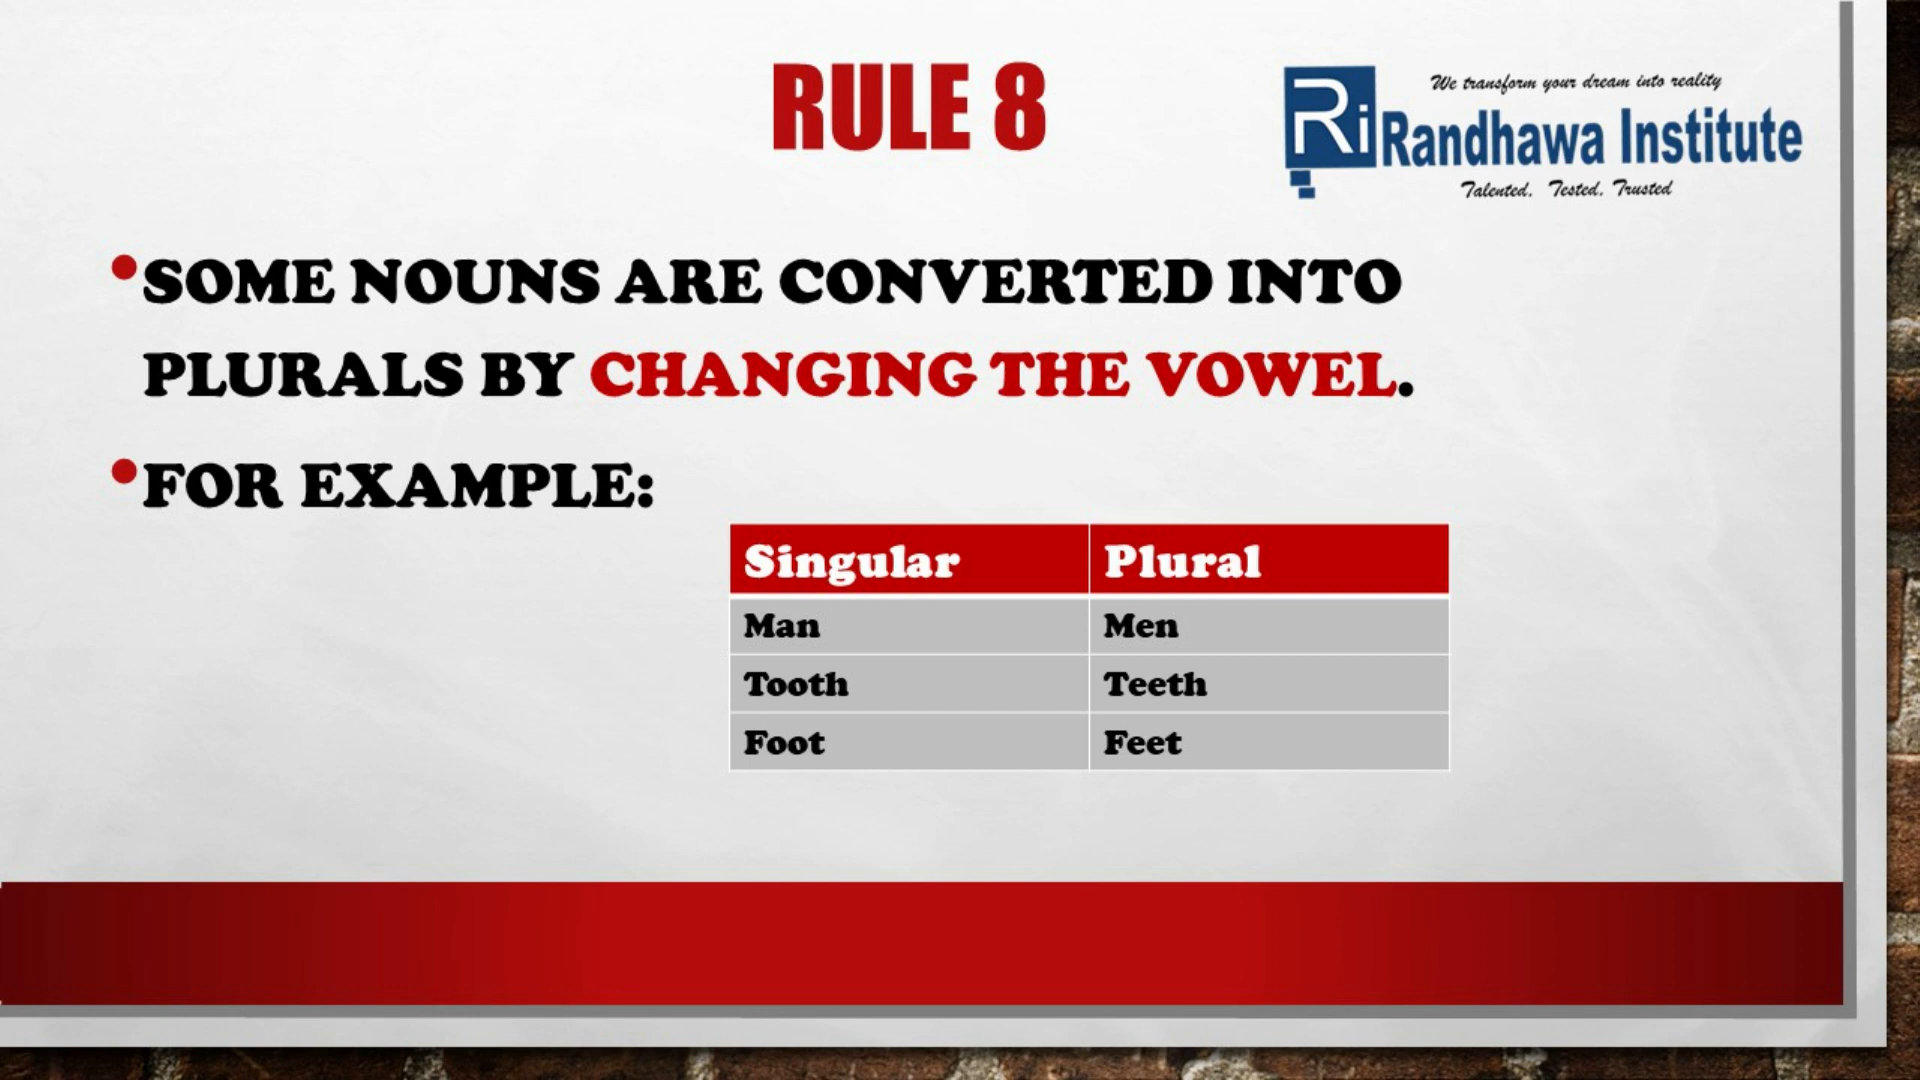 RULE 8
We transform your dream into reality
Ri Randhawa Institute
Talented. Tested. Trusted
•SOME NOUNS ARE CONVERTED INTO
PLURALS BY CHANGING THE VOWEL.
•FOR EXAMPLE:
Singular Plural
Man Men
Tooth Teeth
Foot Feet